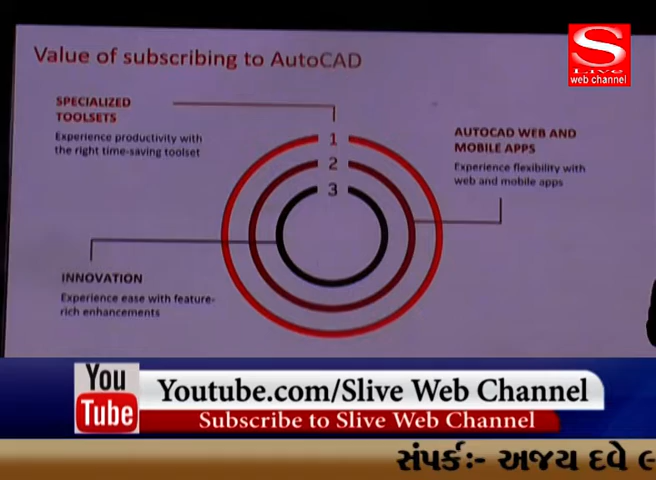 Value of subscribing to AutoCAD
S
Live
web channel
SPECIALIZED
TOOLSETS
Experience productivity with
the right time-saving toolset
1
2
3
AUTOCAD WEB AND
MOBILE APPS
Experience flexibility with
web and mobile apps
INNOVATION
Experience ease with feature-
rich enhancements
You
Tube
Youtube.com/Slive Web Channel
Subscribe to Slive Web Channel
સંપર્કઃ- અજય દવે ૯